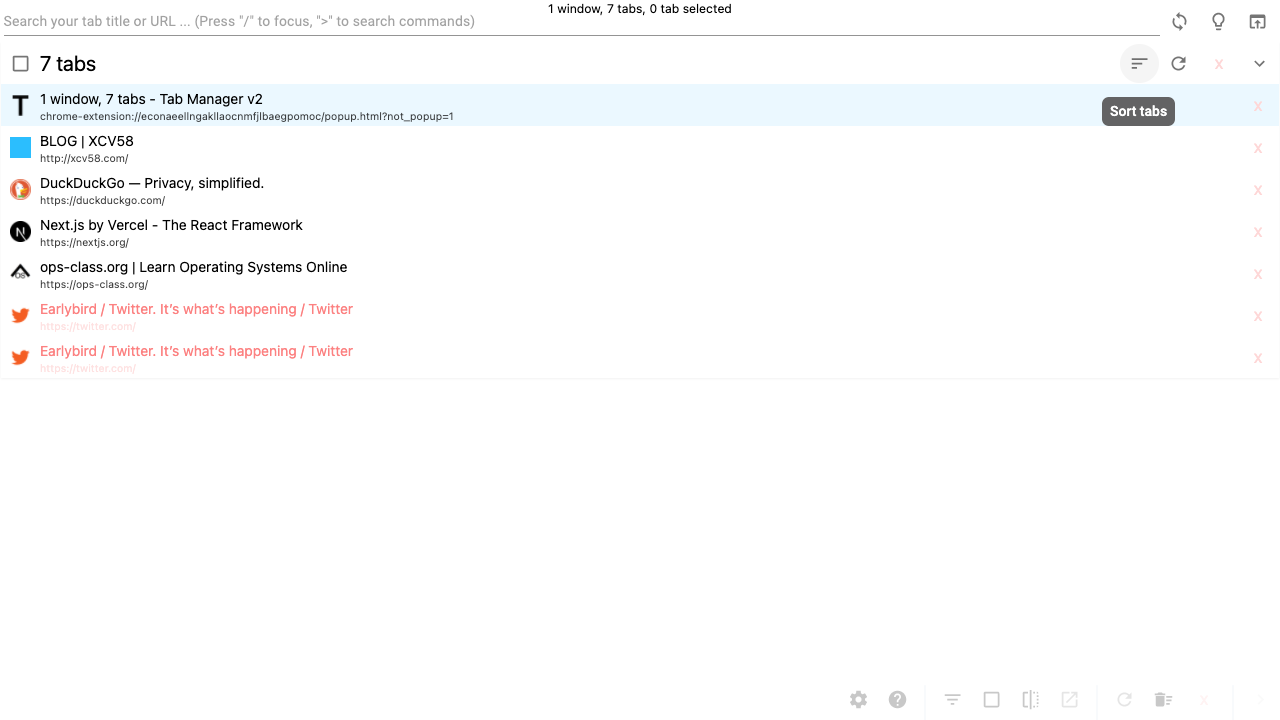 1 window, 7 tabs, 0 tab selected
Search your tab title or URL ... (Press "/" to focus, ">" to search commands)
7 tabs
x
1 window, 7 tabs - Tab Manager v2
chrome-extension://econaeellngakllaocnmfjlbaegpomoc/popup.html?not_popup=1
Sort tabs
x
BLOG | XCV58
http://xcv58.com/
x
DuckDuckGo — Privacy, simplified.
https://duckduckgo.com/
x
Next.js by Vercel - The React Framework
https://nextjs.org/
x
ops-class.org | Learn Operating Systems Online
https://ops-class.org/
x
Earlybird / Twitter. It’s what’s happening / Twitter
https://twitter.com/
x
Earlybird / Twitter. It’s what’s happening / Twitter
https://twitter.com/
x
x